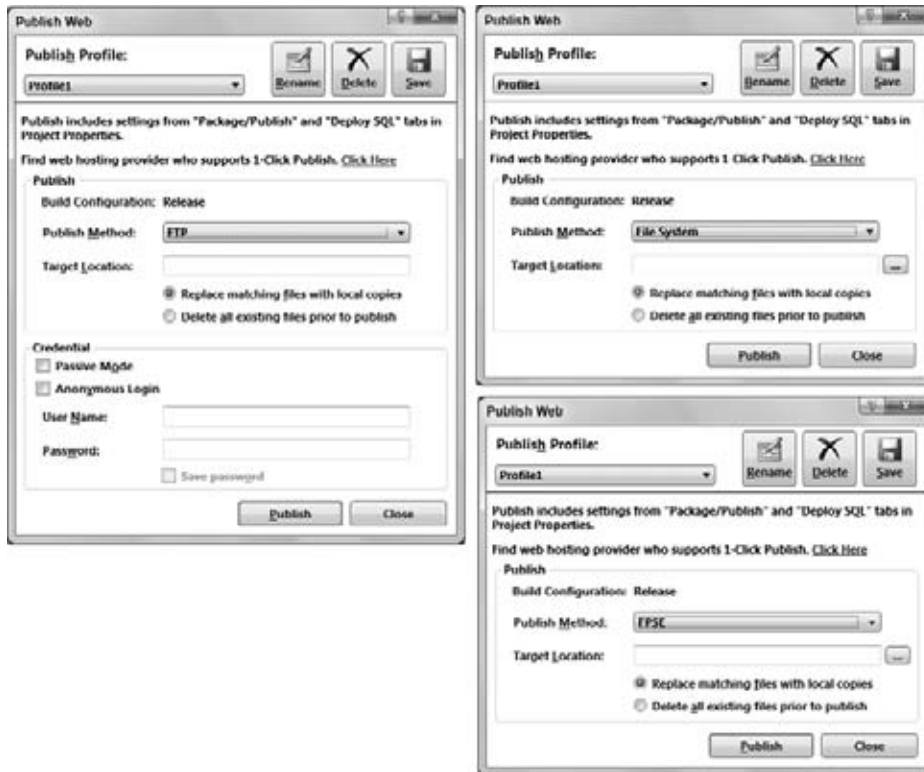 Publish Web
Publish Profile:
Profile1
Rename
Delete
Save
Publish includes settings from "Package/Publish" and "Deploy SQL" tabs in
Project Properties.
Find web hosting provider who supports 1-Click Publish. Click Here
Publish
Build Configuration: Release
Publish Method: FTP
Target Location:
Replace matching files with local copies
Delete all existing files prior to publish
Credential
Passive Mode
Anonymous Login
User Name:
Password:
Save password
Publish
Close
Publish Web
Publish Profile:
Profile1
Rename
Delete
Save
Publish includes settings from "Package/Publish" and "Deploy SQL" tabs in
Project Properties.
Find web hosting provider who supports 1 Click Publish. Click Here
Publish
Build Configuration: Release
Publish Method: File System
Target Location:
...
Replace matching files with local copies
Delete all existing files prior to publish
Publish
Close
Publish Web
Publish Profile:
Profile1
Rename
Delete
Save
Publish includes settings from "Package/Publish" and "Deploy SQL" tabs in
Project Properties.
Find web hosting provider who supports 1-Click Publish. Click Here
Publish
Build Configuration: Release
Publish Method: FPSE
Target Location:
...
Replace matching files with local copies
Delete all existing files prior to publish
Publish
Close